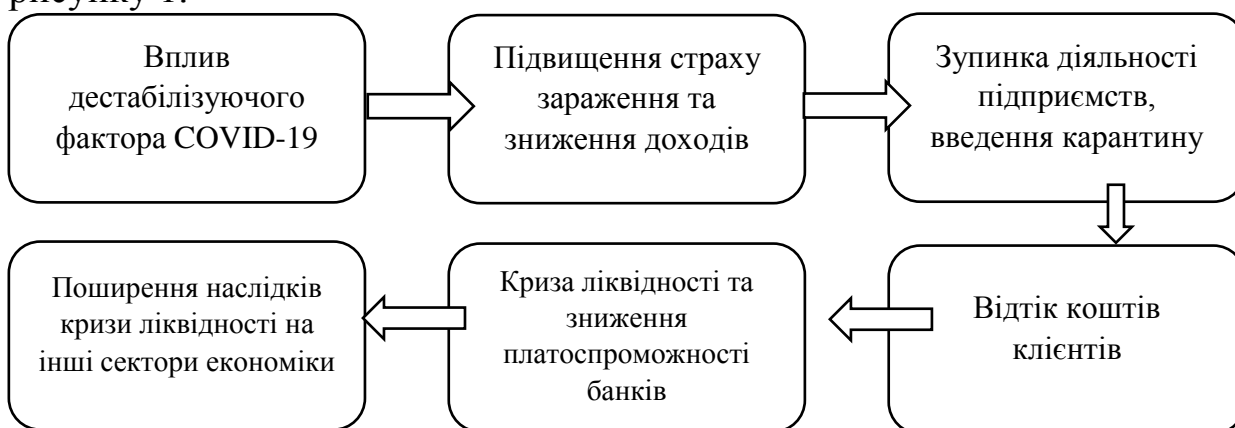 рисунку 1.
Вплив
дестабілізуючого
фактора COVID-19
Підвищення страху
зараження та
зниження доходів
Зупинка діяльності
підприємств,
введення карантину
Відтік коштів
клієнтів
Криза ліквідності та
зниження
платоспроможності
банків
Поширення наслідків
кризи ліквідності на
інші сектори економіки